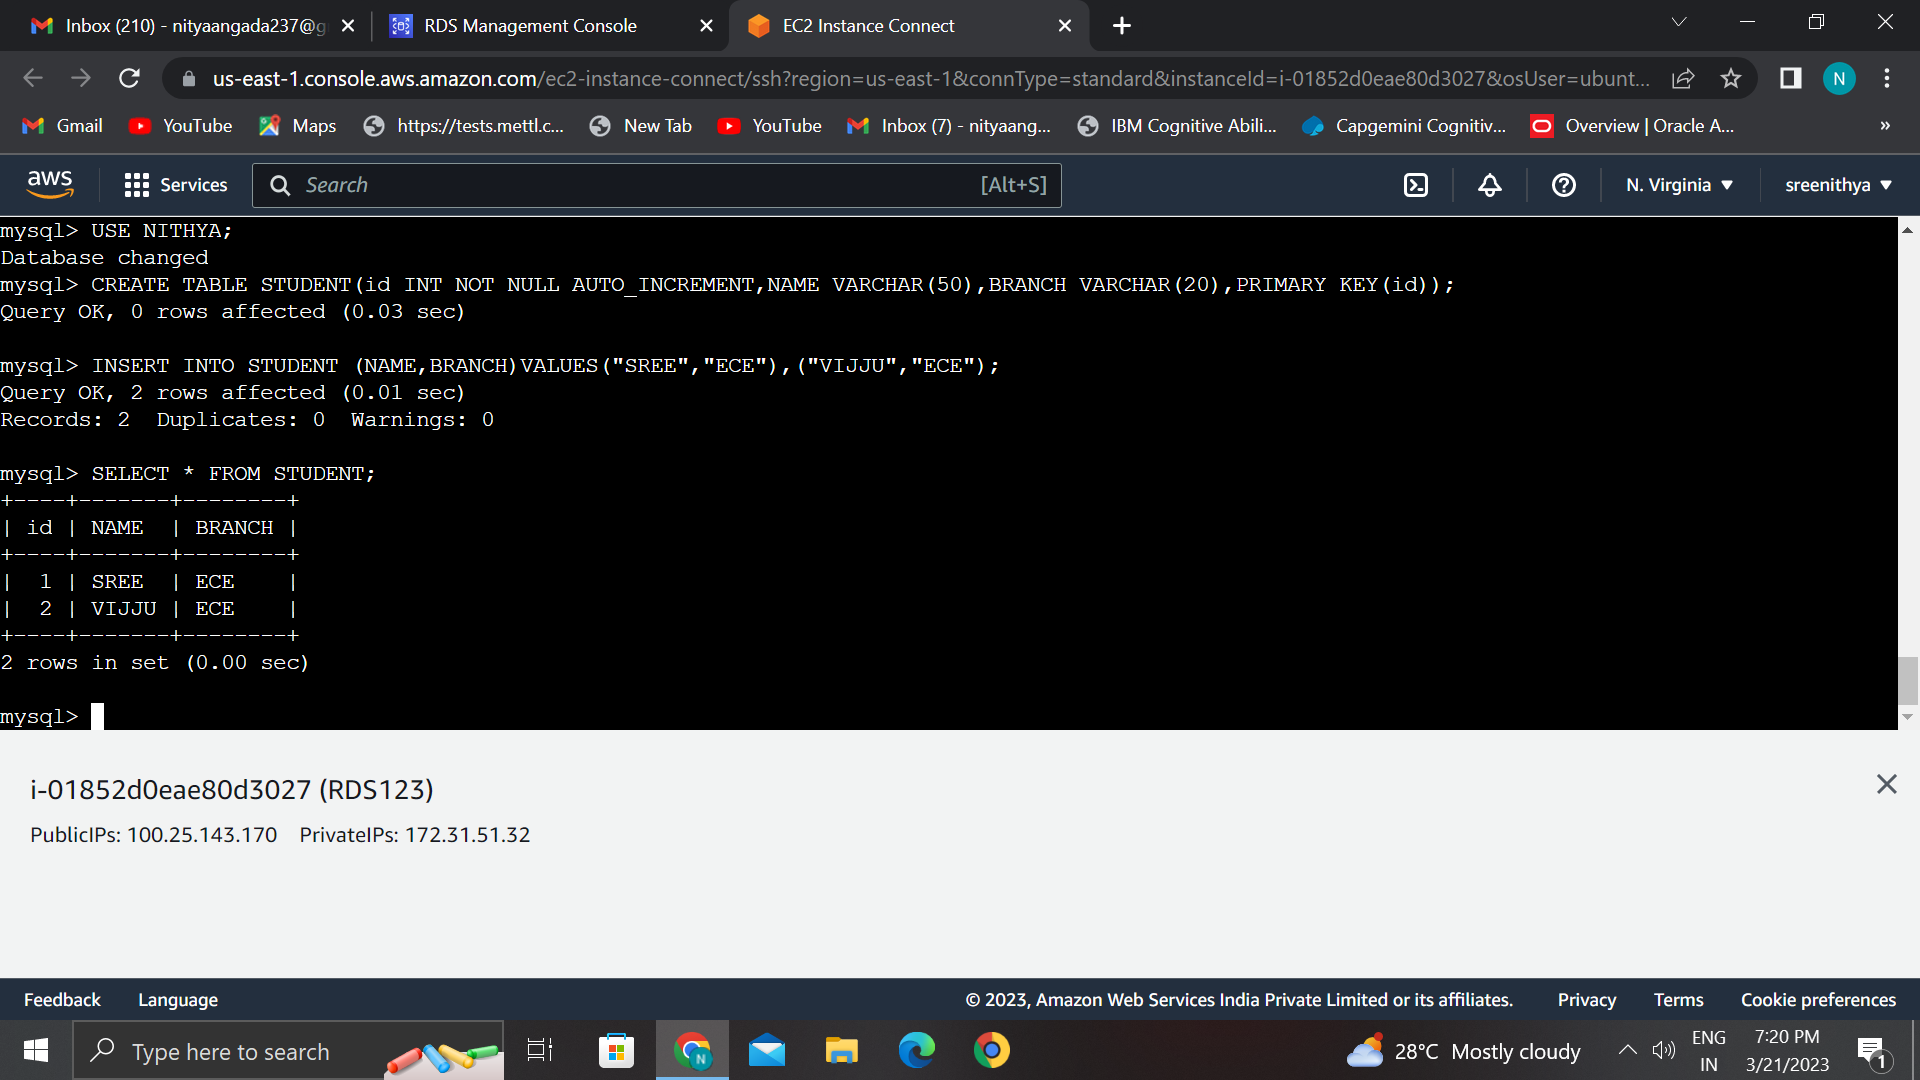 Inbox (210) - nityaangada237@g
RDS Management Console
EC2 Instance Connect
us-east-1.console.aws.amazon.com/ec2-instance-connect/ssh?region=us-east-1&connType=standard&instanceId=i-01852d0eae80d3027&osUser=ubunt...
N
Gmail
YouTube
Maps
https://tests.mettl.c...
New Tab
YouTube
Inbox (7) - nityaang...
IBM Cognitive Abili...
Capgemini Cognitiv...
Overview | Oracle A...
»
aws
Services
Search
[Alt+S]
N. Virginia
sreenithya
mysql> USE NITHYA;
Database changed
mysql> CREATE TABLE STUDENT(id INT NOT NULL AUTO_INCREMENT,NAME VARCHAR(50),BRANCH VARCHAR(20),PRIMARY KEY(id));
Query OK, 0 rows affected (0.03 sec)
mysql> INSERT INTO STUDENT (NAME,BRANCH)VALUES("SREE","ECE"),("VIJJU","ECE");
Query OK, 2 rows affected (0.01 sec)
Records: 2  Duplicates: 0  Warnings: 0
mysql> SELECT * FROM STUDENT;
+----+-------+--------+
| id | NAME  | BRANCH |
+----+-------+--------+
|  1 | SREE  | ECE    |
|  2 | VIJJU | ECE    |
+----+-------+--------+
2 rows in set (0.00 sec)
mysql>
i-01852d0eae80d3027 (RDS123)
PublicIPs: 100.25.143.170    PrivateIPs: 172.31.51.32
Feedback
Language
© 2023, Amazon Web Services India Private Limited or its affiliates.
Privacy
Terms
Cookie preferences
Type here to search
N
28°C Mostly cloudy
ENG
IN
7:20 PM
3/21/2023
1